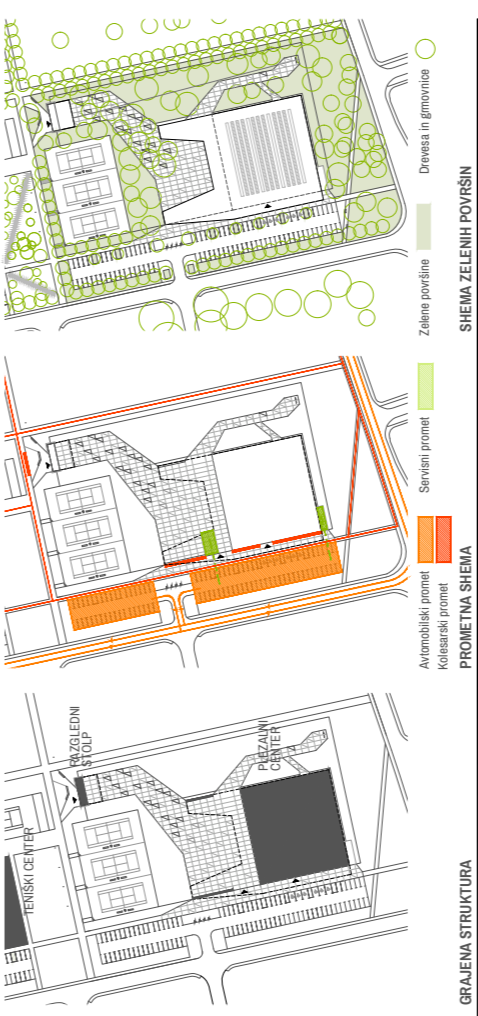 TENIŠKI CENTER
RAZGLEDNI
STOLP
PLEZALNI
CENTER
GRAJENA STRUKTURA
Avtomobilski promet
Servisni promet
Kolesarski promet
PROMETNA SHEMA
Zelene površine
Drevesa in grmovnice
SHEMA ZELENIH POVRŠIN